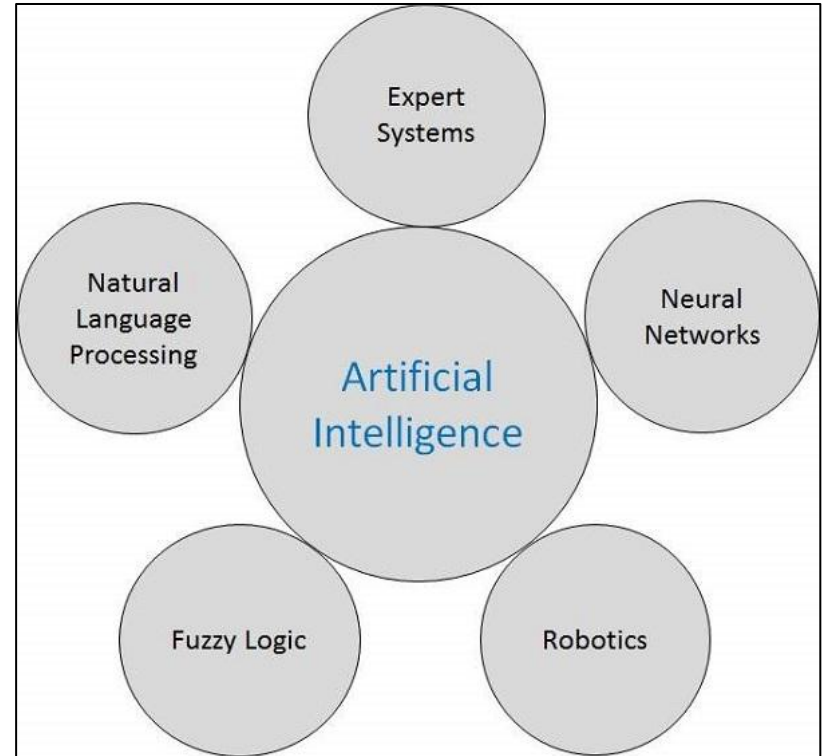 Expert
Systems
Natural
Language
Processing
Neural
Networks
Artificial
Intelligence
Fuzzy Logic
Robotics